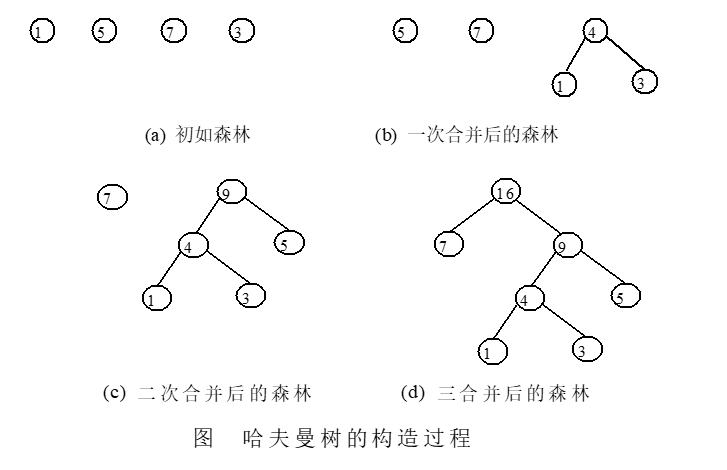 1 5 7 3
5 7 4
1 3
(a) 初如森林
(b) 一次合并后的森林
7 9
4 5
1 3
16
7 9
4 5
1 3
(c) 二次合并后的森林
(d) 三合并后的森林
图 哈夫曼树的构造过程